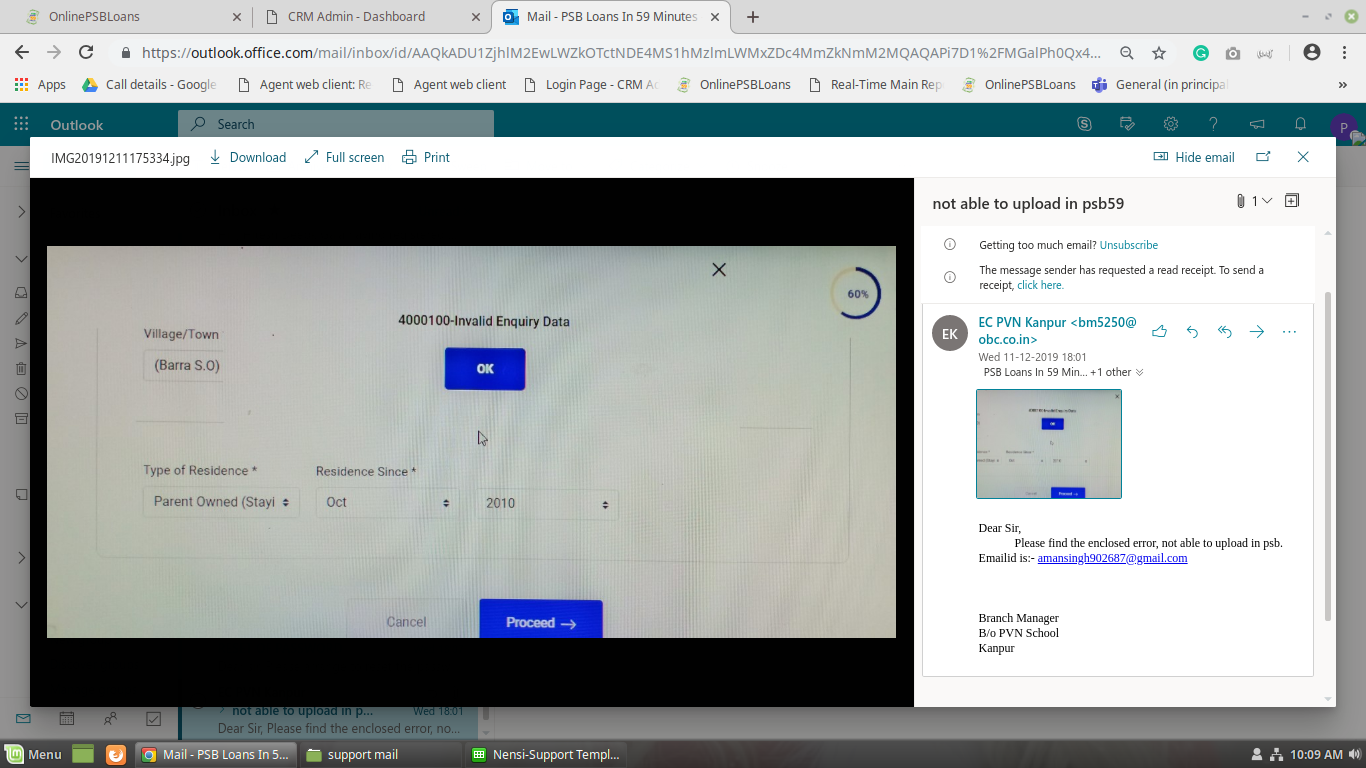 OnlinePSBLoans
CRM Admin - Dashboard
Mail - PSB Loans In 59 Minutes
https://outlook.office.com/mail/inbox/id/AAQkADU1ZjhlM2EwLWZkOTctNDE4MS1hMzlmLWMxZDc4MmZkNmM2MQAQAPi7D1%2FMGalPh0Qx4...
Apps
Call details - Google
Agent web client: Re
Agent web client
Login Page - CRM Ac
OnlinePSBLoans
Real-Time Main Rep
OnlinePSBLoans
General (in principa
»
Outlook
Search
P
IMG20191211175334.jpg
Download
Full screen
Print
Hide email
60%
4000100-Invalid Enquiry Data
OK
Village/Town
(Barra S.O)
Type of Residence *
Residence Since *
Parent Owned (Stayi
Oct
2010
Cancel
Proceed →
not able to upload in psb59
1
Getting too much email? Unsubscribe
The message sender has requested a read receipt. To send a
receipt, click here.
EK
EC PVN Kanpur <bm5250@
obc.co.in>
Wed 11-12-2019 18:01
PSB Loans In 59 Min... +1 other
Dear Sir,
Please find the enclosed error, not able to upload in psb.
Emailid is:- amansingh902687@gmail.com
Branch Manager
B/o PVN School
Kanpur
not able to upload in p...
Wed 18:01
Dear Sir, Please find the enclosed error, no...
Menu
Mail - PSB Loans In 5...
support mail
Nensi-Support Templ...
10:09 AM